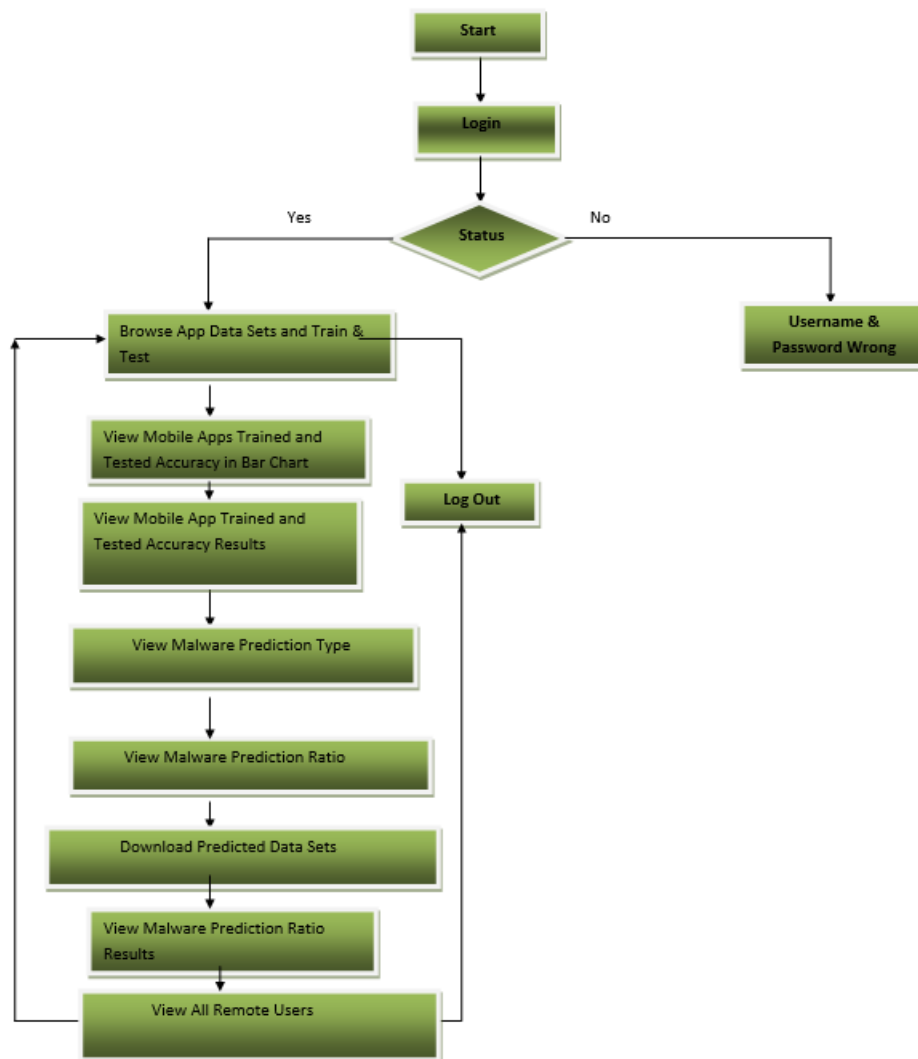 Start
Login
Yes
No
Status
Browse App Data Sets and Train &
Test
Username &
Password Wrong
View Mobile Apps Trained and
Tested Accuracy in Bar Chart
Log Out
View Mobile App Trained and
Tested Accuracy Results
View Malware Prediction Type
View Malware Prediction Ratio
Download Predicted Data Sets
View Malware Prediction Ratio
Results
View All Remote Users